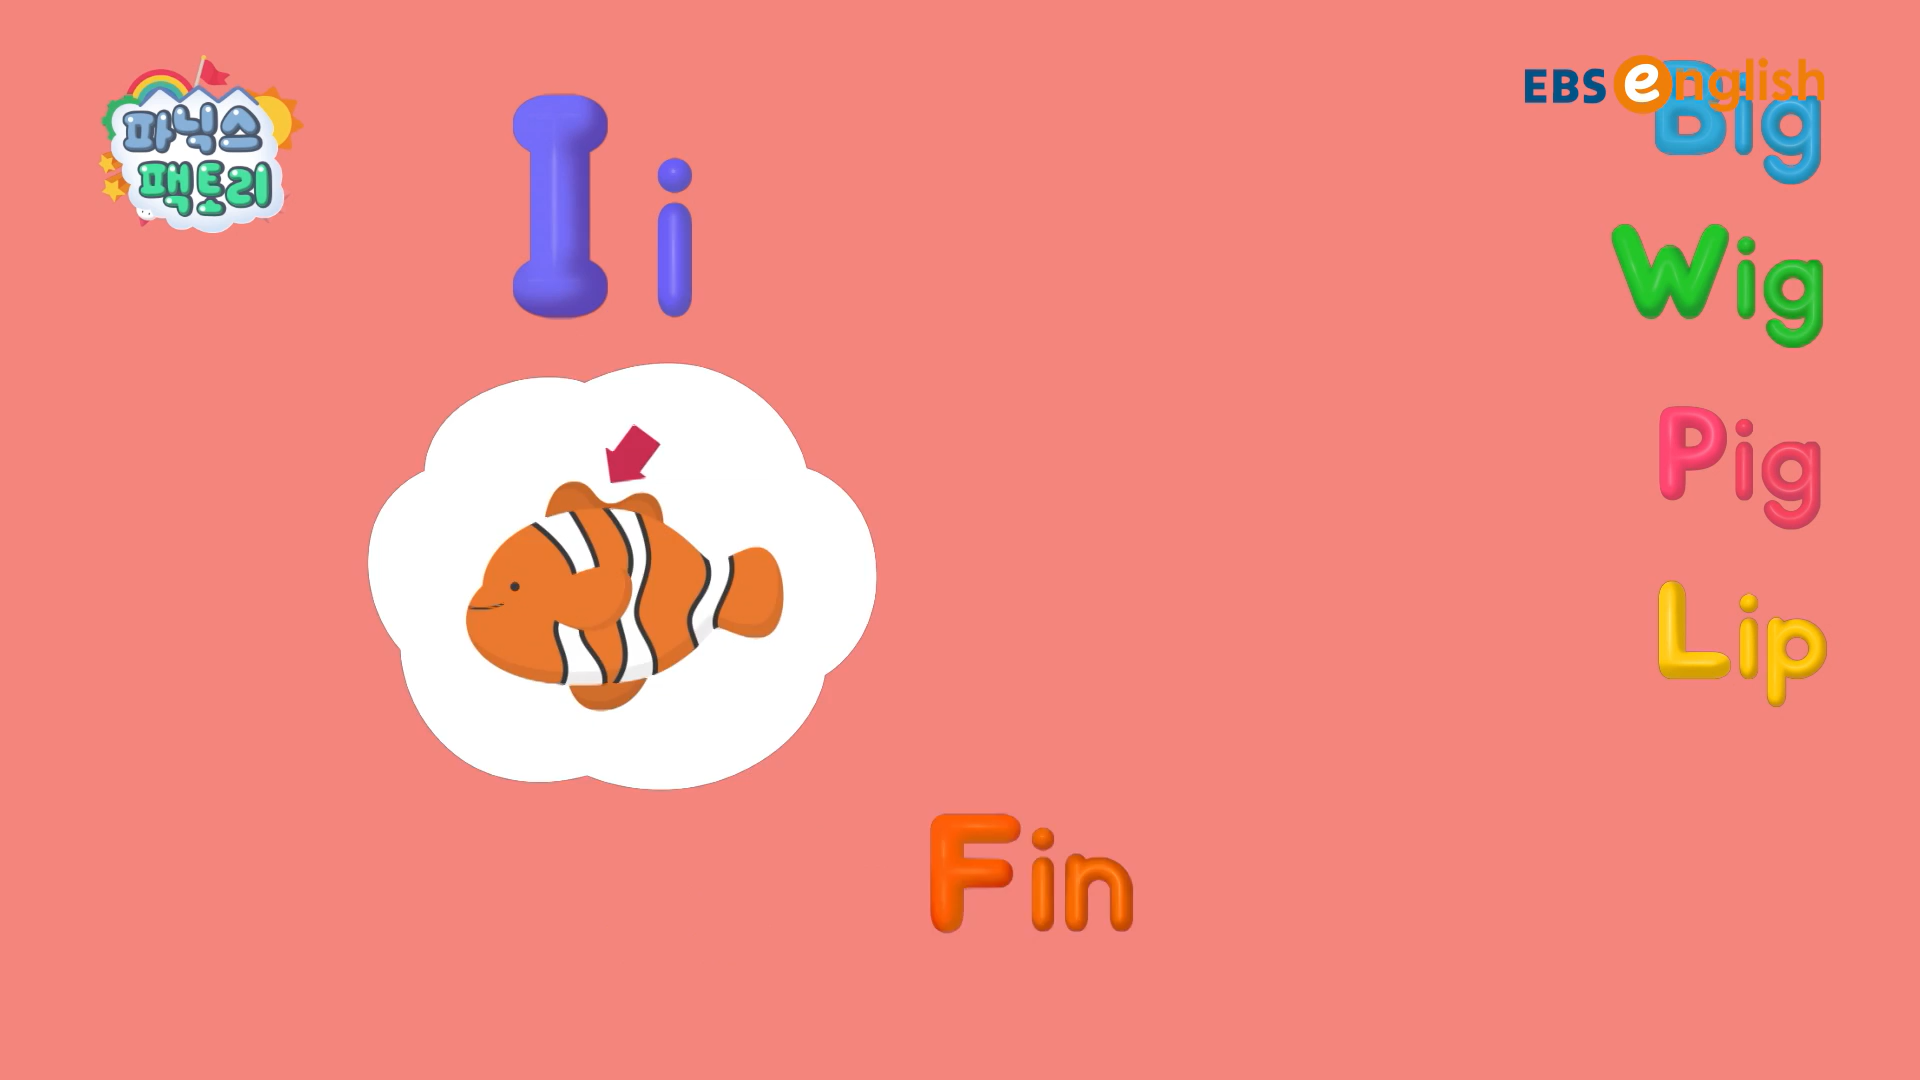 파닉스
팩토리
I i
EBS english
Big
Wig
Pig
Lip
Fin